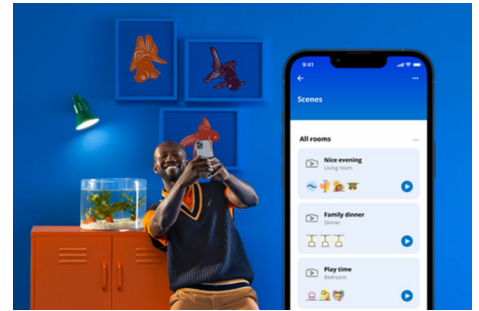 9:41
Scenes
All rooms
Nice evening
Living room
Family dinner
Dinner
Play time
Bedroom